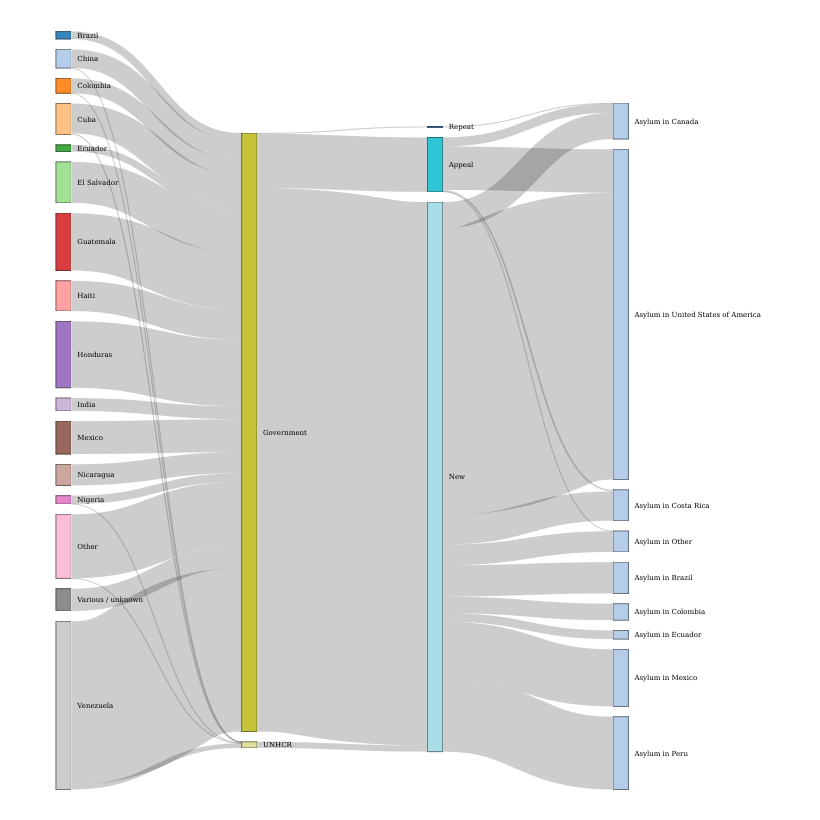 Brazil
China
Colombia
Cuba
Ecuador
El Salvador
Guatemala
Haiti
Honduras
India
Mexico
Nicaragua
Nigeria
Other
Various / unknown
Venezuela
Government
UNHCR
Repeat
Appeal
New
Asylum in Canada
Asylum in United States of America
Asylum in Costa Rica
Asylum in Other
Asylum in Brazil
Asylum in Colombia
Asylum in Ecuador
Asylum in Mexico
Asylum in Peru